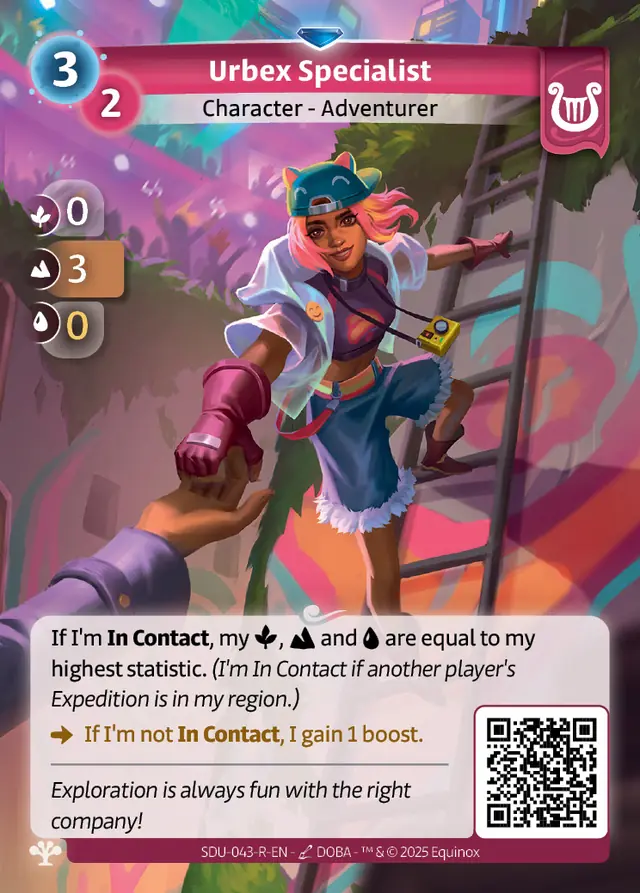 3
Urbex Specialist
2
Character - Adventurer
0
3
0
If I'm In Contact, my , and are equal to my
highest statistic. (I'm In Contact if another player's
Expedition is in my region.)
If I'm not In Contact, I gain 1 boost.
Exploration is always fun with the right
company!
SDU-043-R-EN - DOBA - ™ & © 2025 Equinox